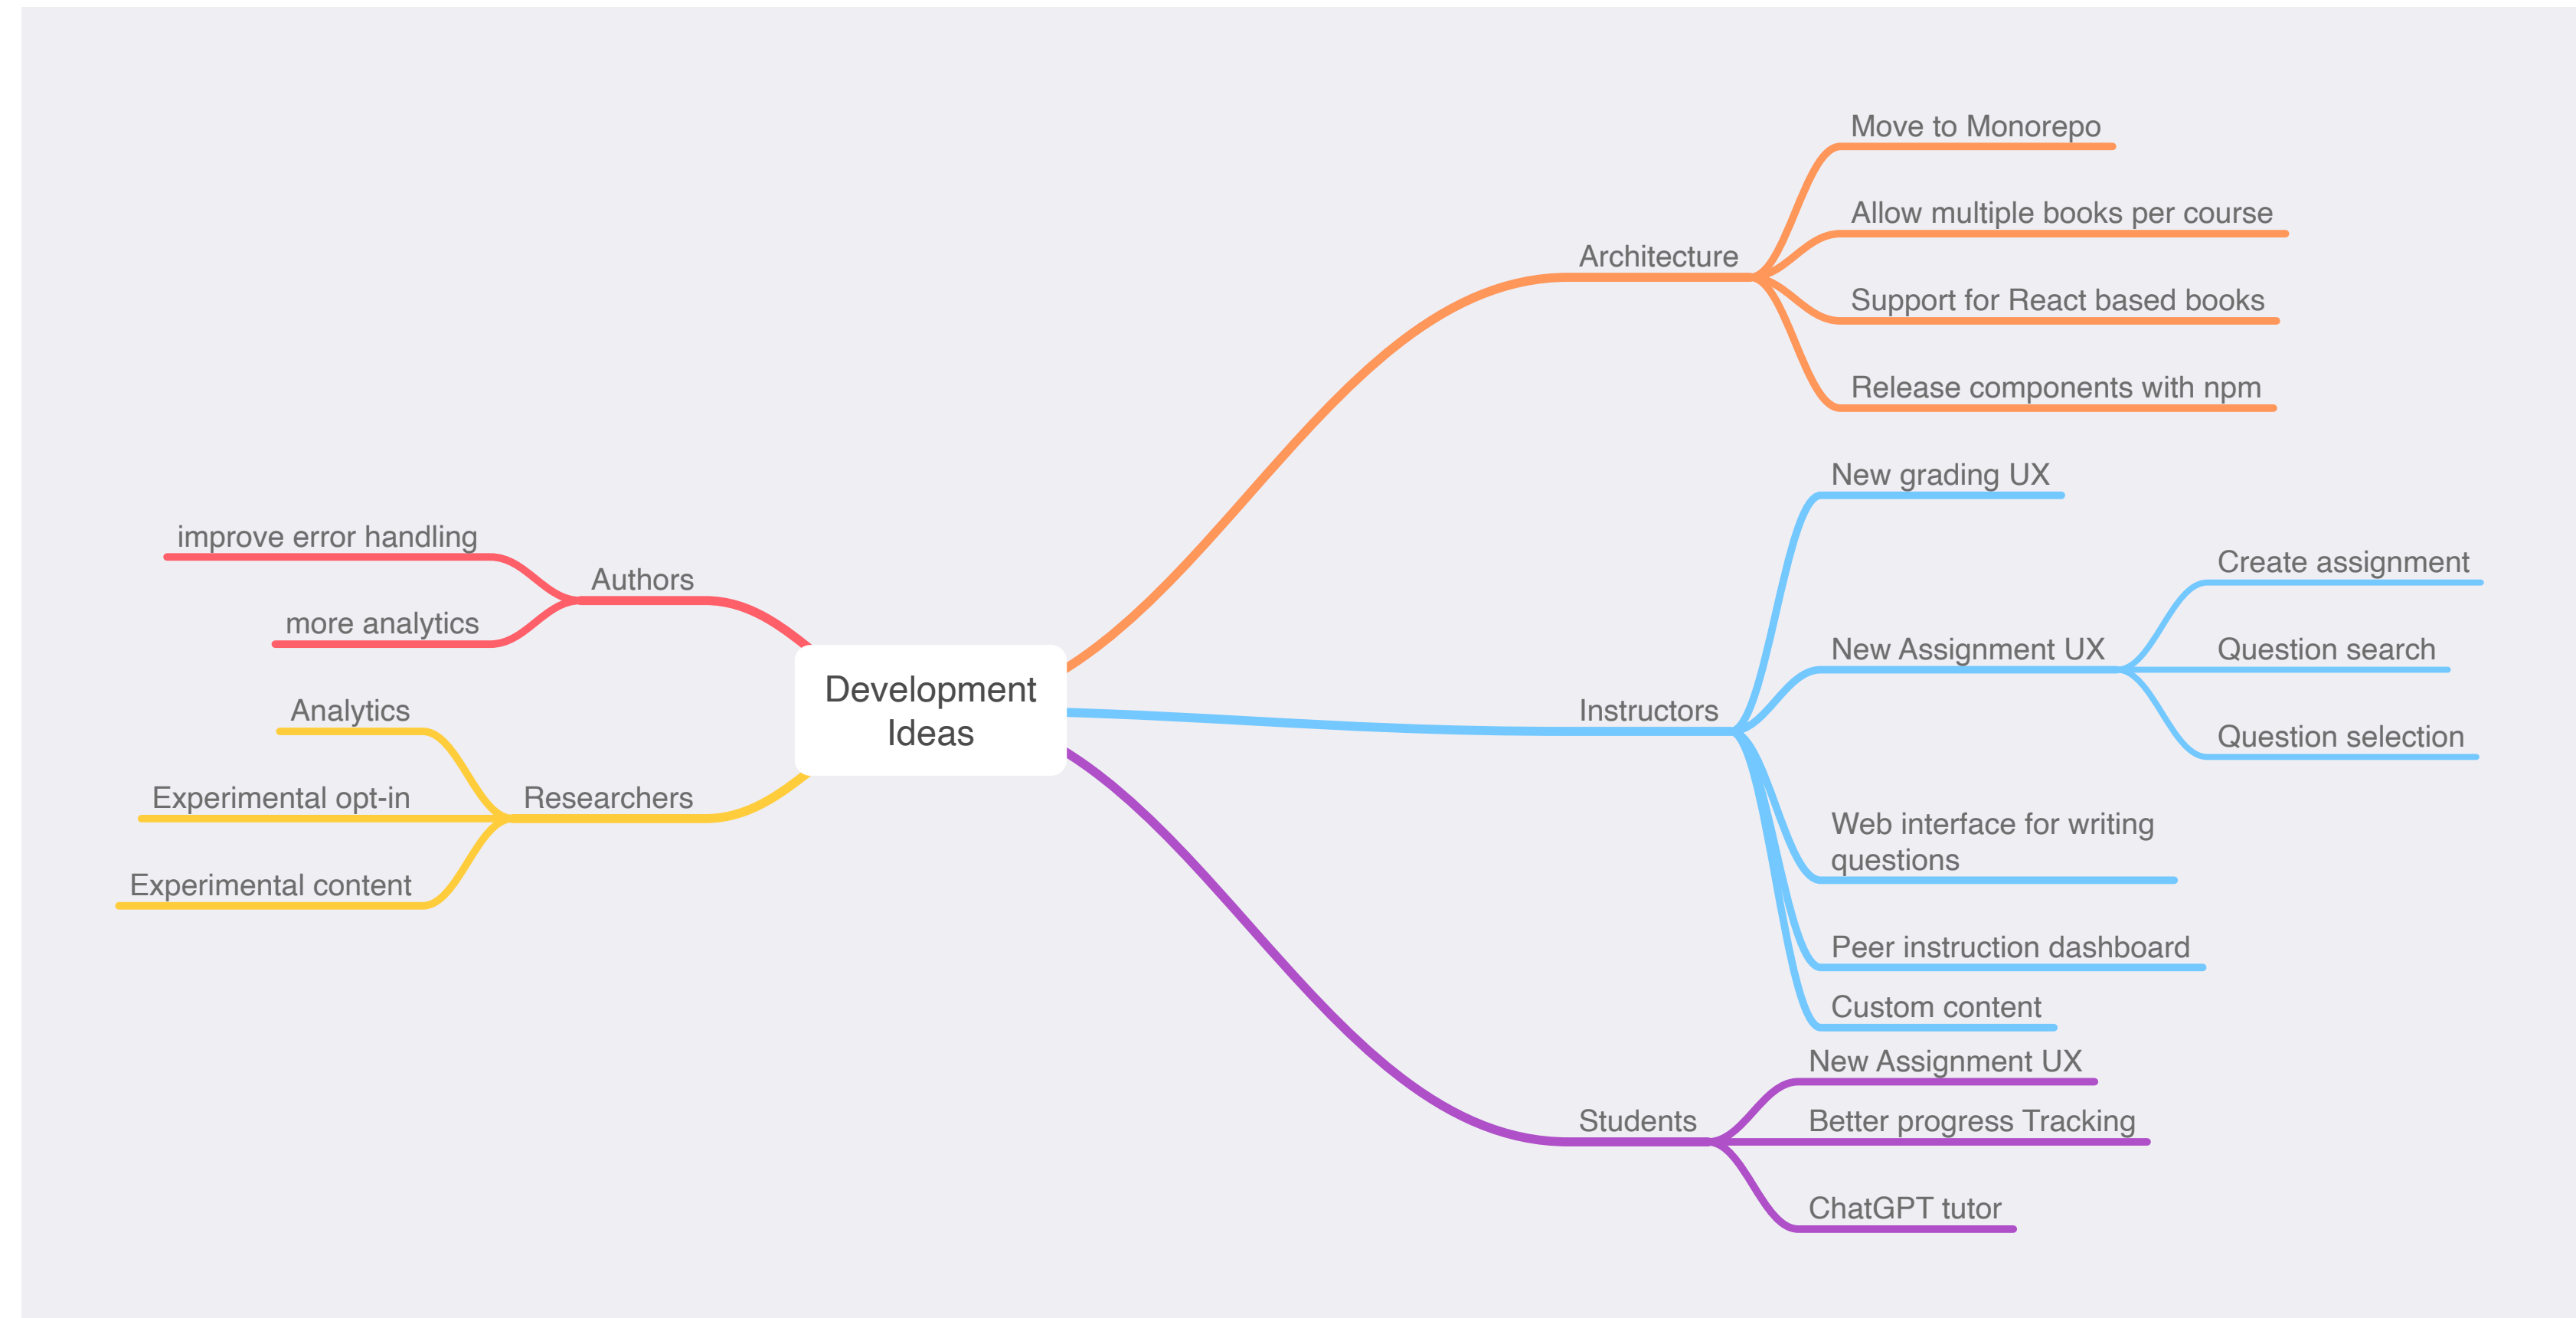 Development
Ideas
Architecture
Move to Monorepo
Allow multiple books per course
Support for React based books
Release components with npm
Instructors
New grading UX
New Assignment UX
Create assignment
Question search
Question selection
Web interface for writing
questions
Peer instruction dashboard
Custom content
Students
New Assignment UX
Better progress Tracking
ChatGPT tutor
Authors
improve error handling
more analytics
Researchers
Analytics
Experimental opt-in
Experimental content